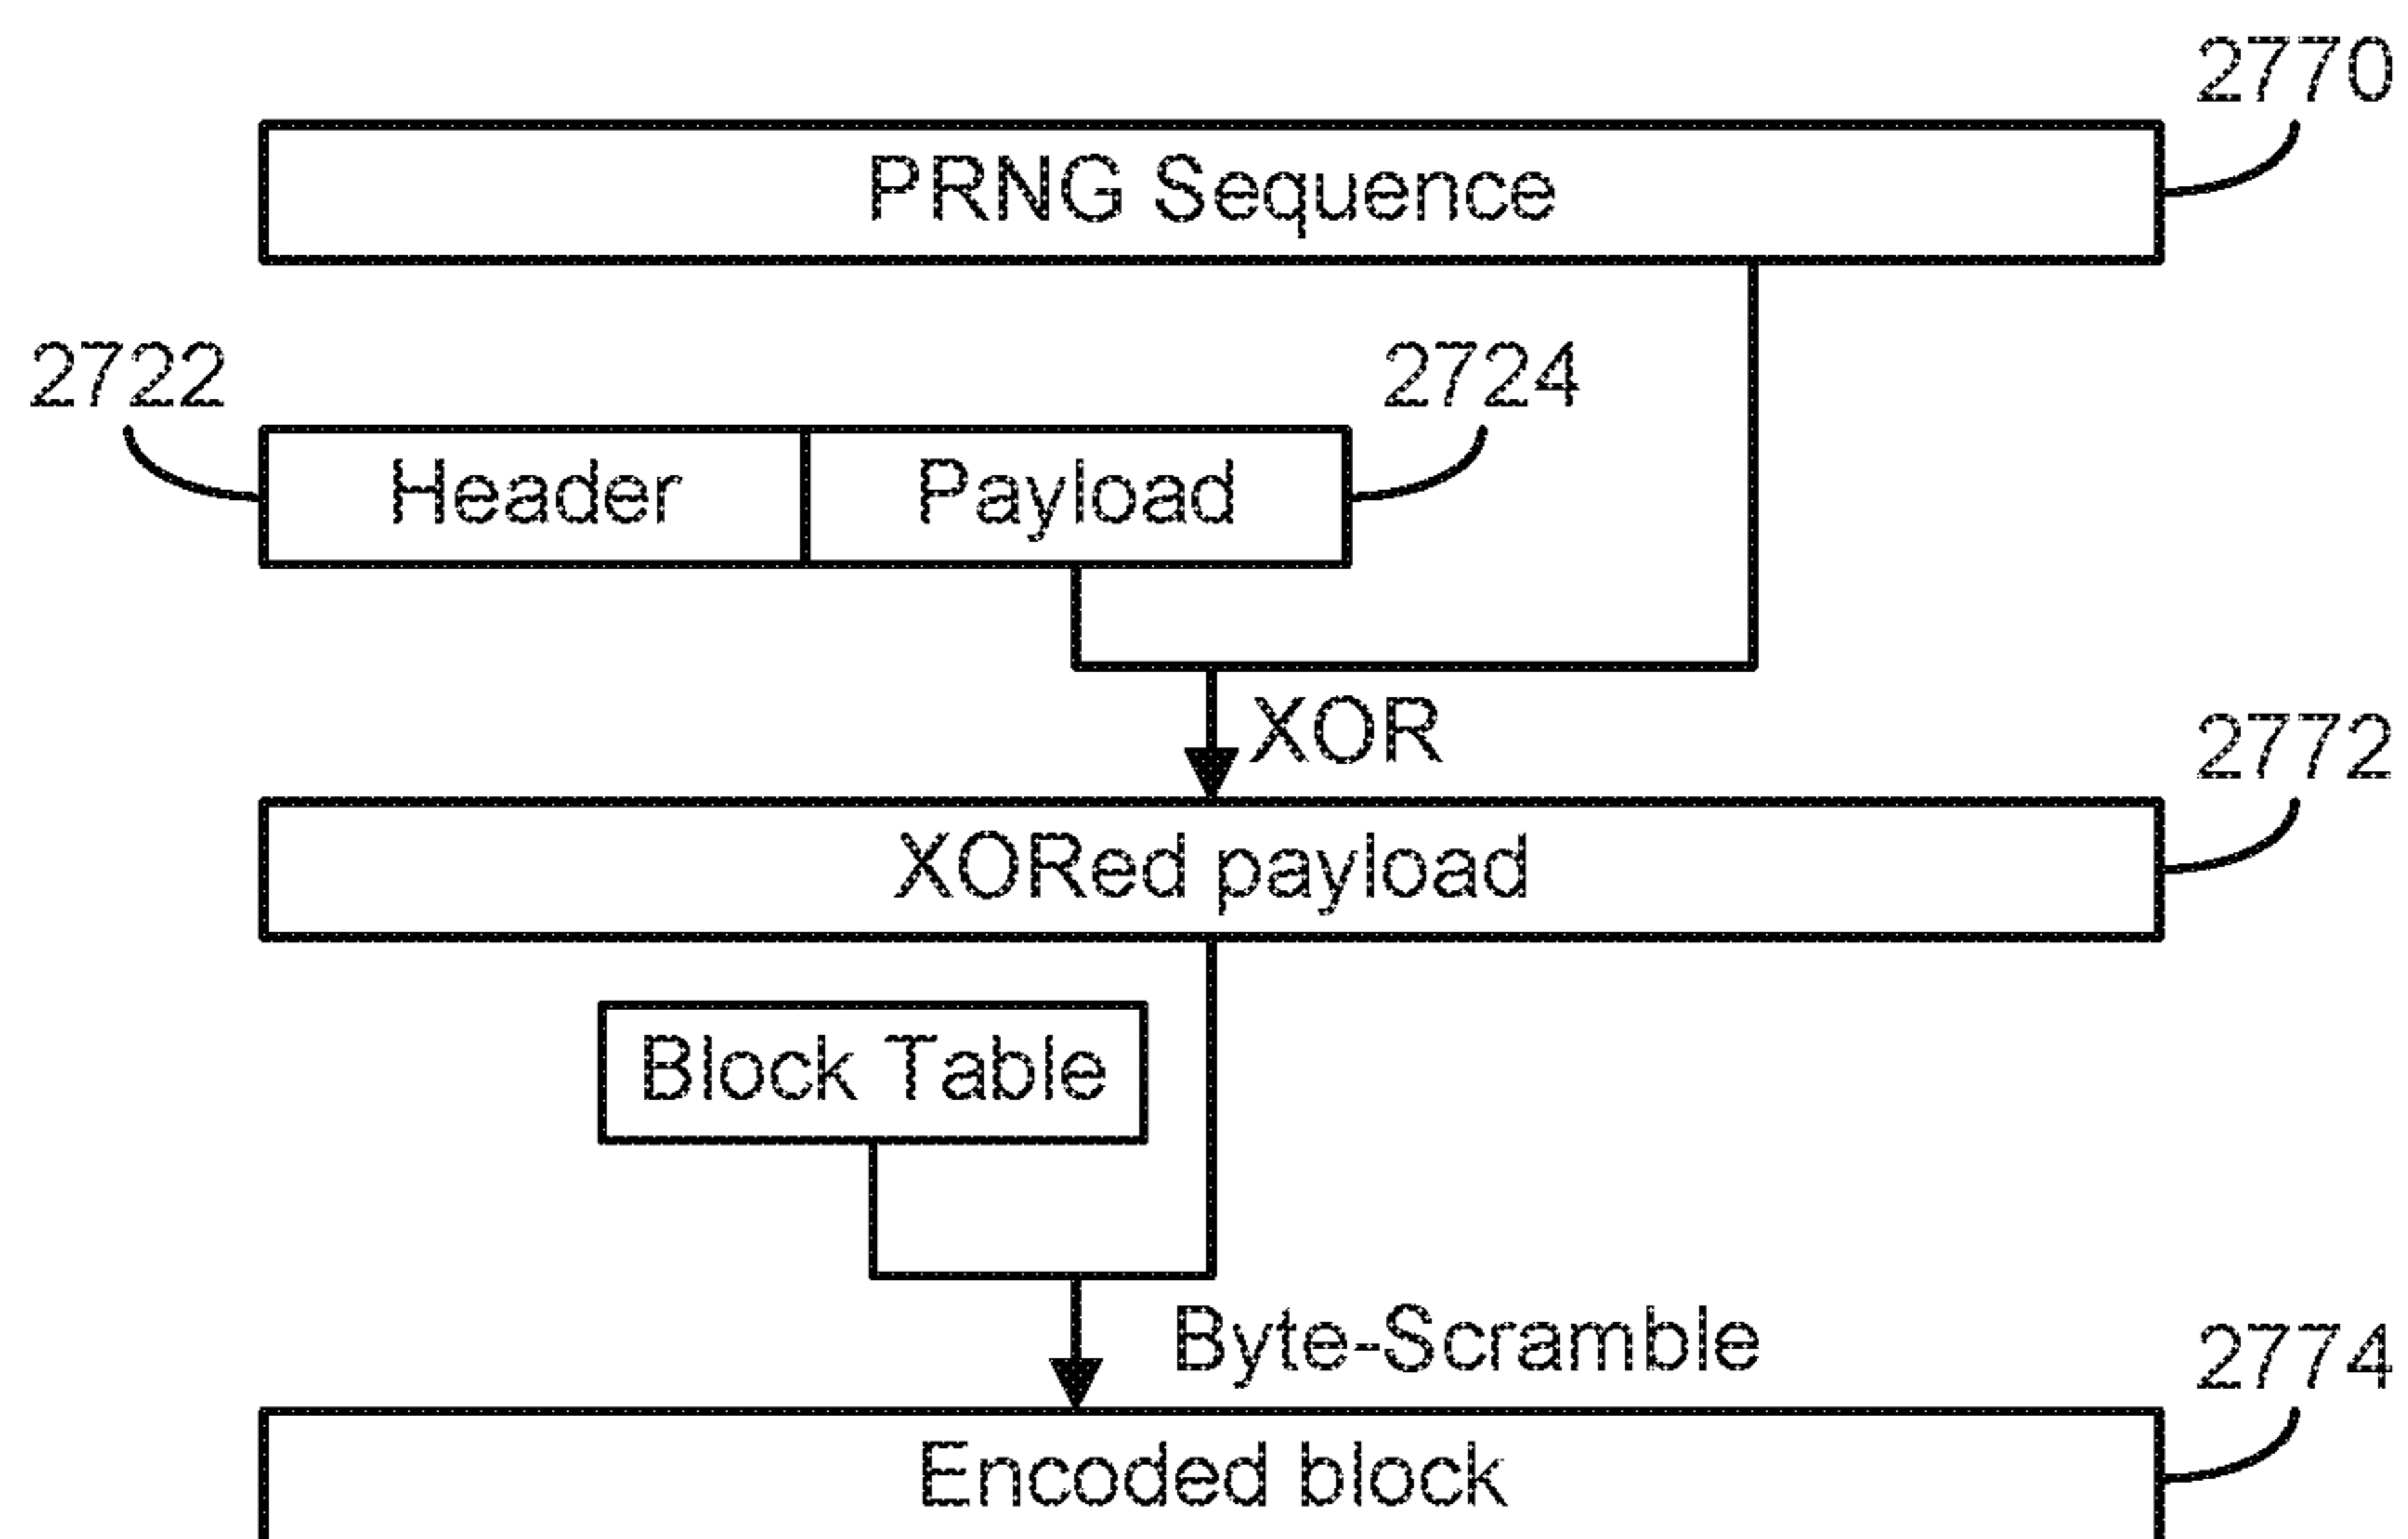 2770
PRNG Sequence
2722
2724
Header
Payload
XOR
2772
XORed payload
Block Table
Byte-Scramble
2774
Encoded block